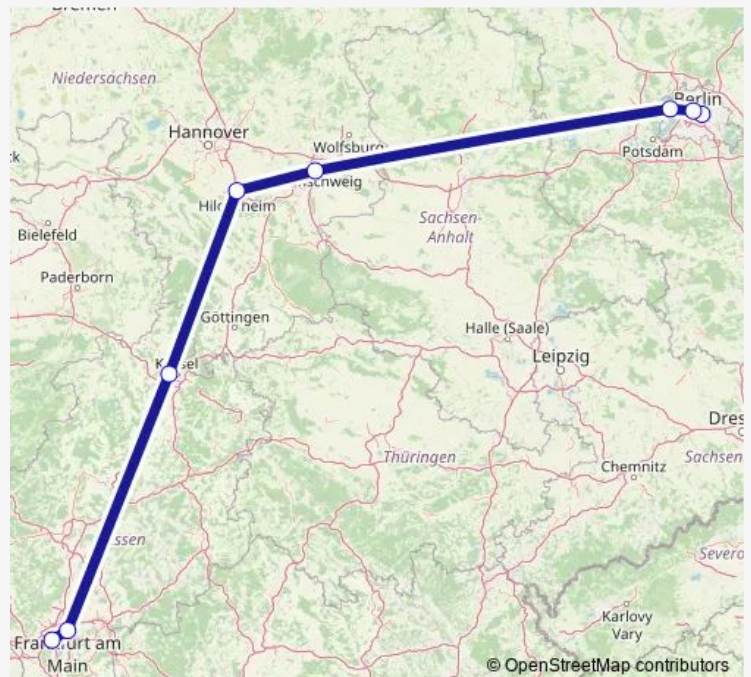 Niedersachsen
Berlin
Hannover
Wolfsburg
Potsdam
Sachsen-
Anhalt
Bielefeld
Paderborn
Göttingen
Halle (Saale)
Leipzig
Thüringen
Chemnitz
Sachsen
Karlovy
Vary
Main
© OpenStreetMap contributors